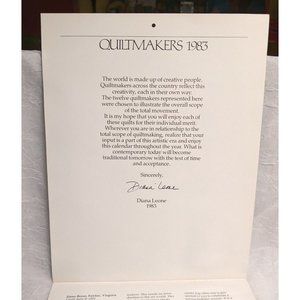 QUILTMAKERS 1983
The world is made up of creative people.
Quiltmakers across the country reflect this
creativity, each in their own way.
The twelve quiltmakers represented here
were chosen to illustrate the overall scope
of the total movement.
It is my hope that you will enjoy each of
these quilts for their individual merit.
Wherever you are in relationship to the
total scope of quiltmaking, realize that your
input is a part of this artistic era and enjoy
this calendar throughout the year. What is
contemporary today will become
traditional tomorrow with the test of time
and acceptance.
Sincerely,
Diana Leone
Diana Leone
1983